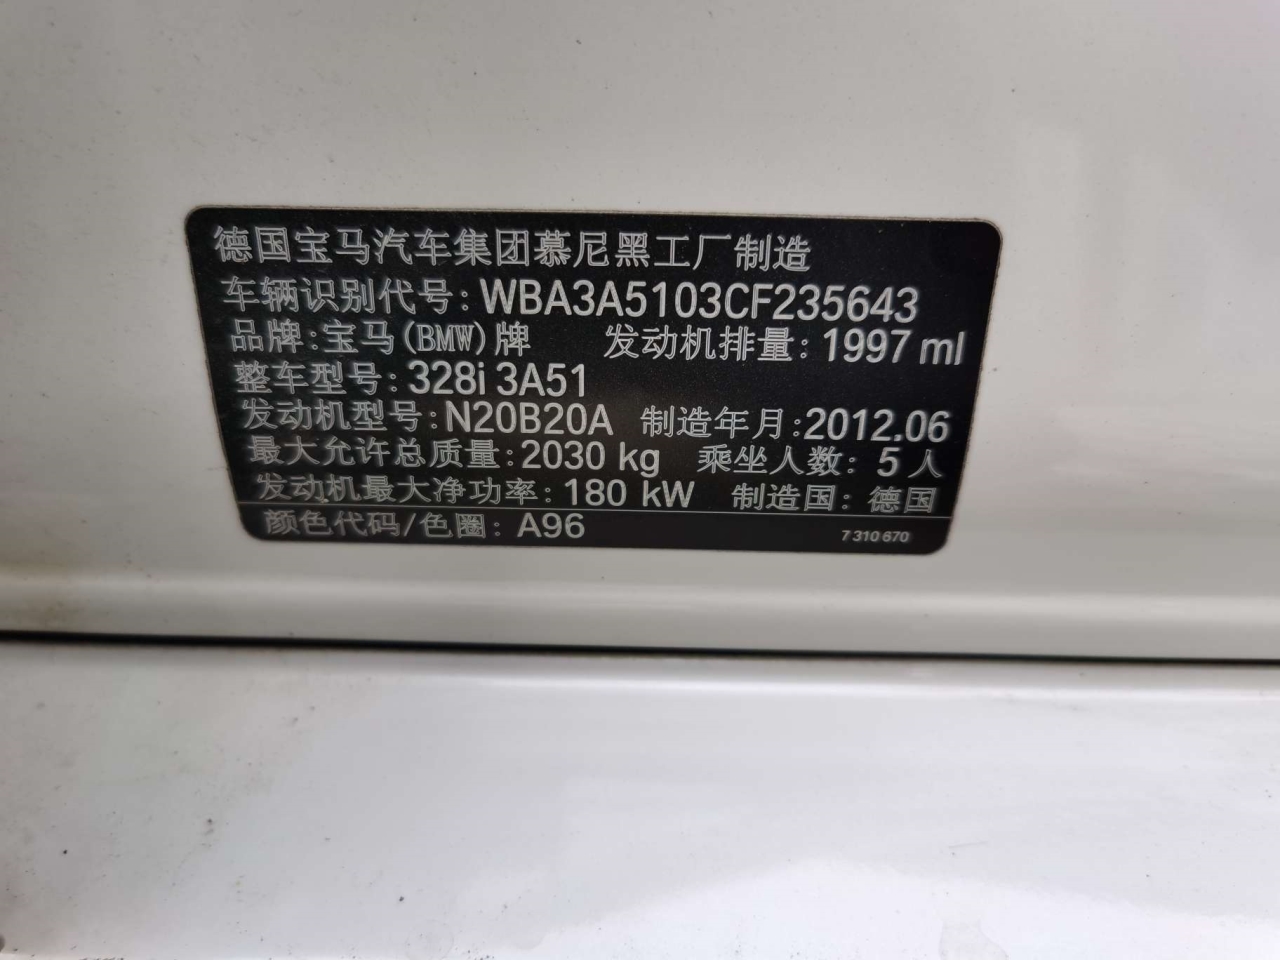 德国宝马汽车集团慕尼黑工厂制造
车辆识别代号: WBA3A5103CF235643
品牌:宝马(BMW)牌 发动机排量: 1997 ml
整车型号: 328i 3A51
发动机型号: N20B20A 制造年月:2012.06
最大允许总质量: 2030 kg 乘坐人数: 5 人
发动机最大净功率: 180 kW 制造国: 德国
颜色代码/色圈: A96 7 310 670